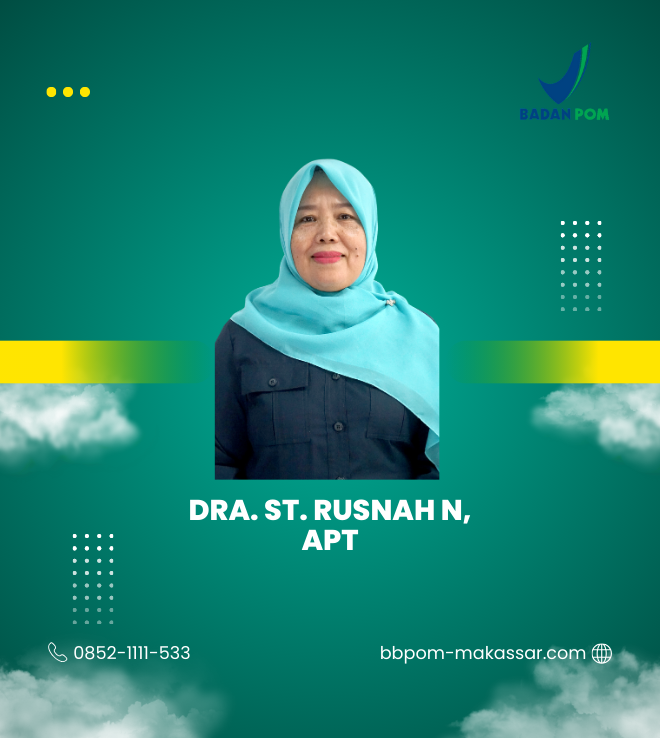 BADAN POM
DRA. ST. RUSNAH N,
APT
0852-1111-533
bbpom-makassar.com